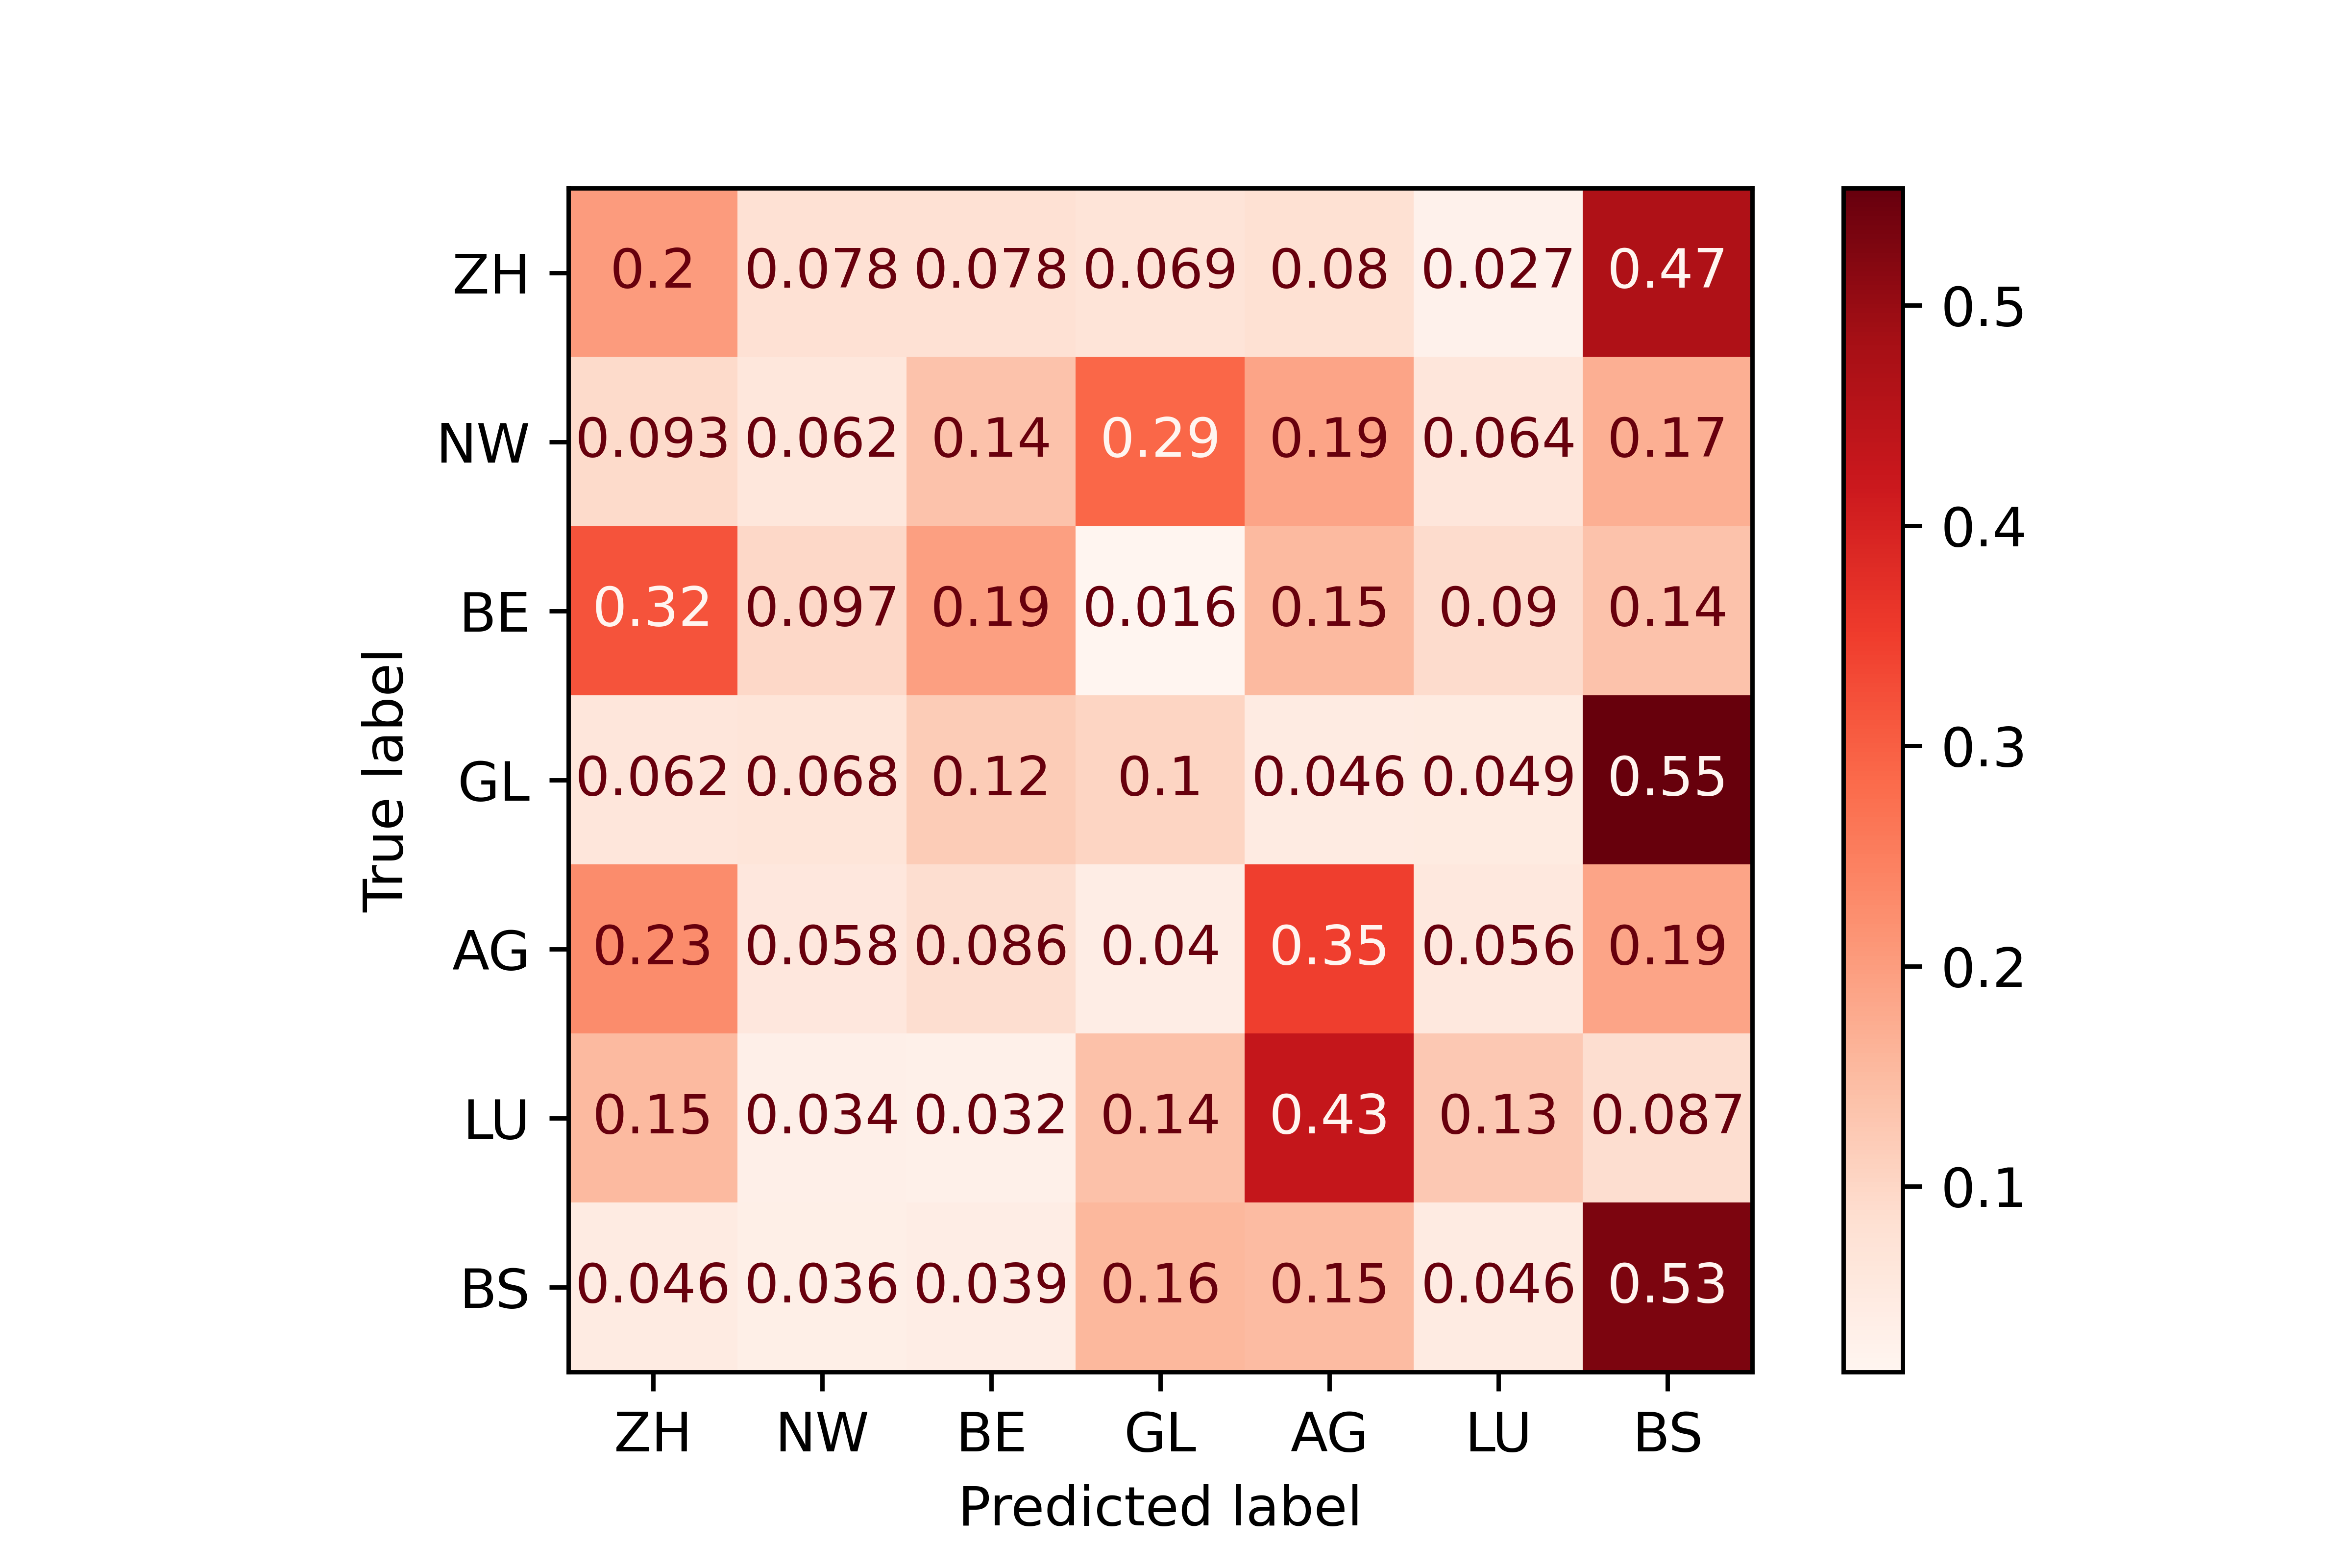 ZH 0.2 0.078 0.078 0.069 0.08 0.027 0.47
NW 0.093 0.062 0.14 0.29 0.19 0.064 0.17
BE 0.32 0.097 0.19 0.016 0.15 0.09 0.14
GL 0.062 0.068 0.12 0.1 0.046 0.049 0.55
AG 0.23 0.058 0.086 0.04 0.35 0.056 0.19
LU 0.15 0.034 0.032 0.14 0.43 0.13 0.087
BS 0.046 0.036 0.039 0.16 0.15 0.046 0.53
ZH NW BE GL AG LU BS
Predicted label
True label
0.5
0.4
0.3
0.2
0.1